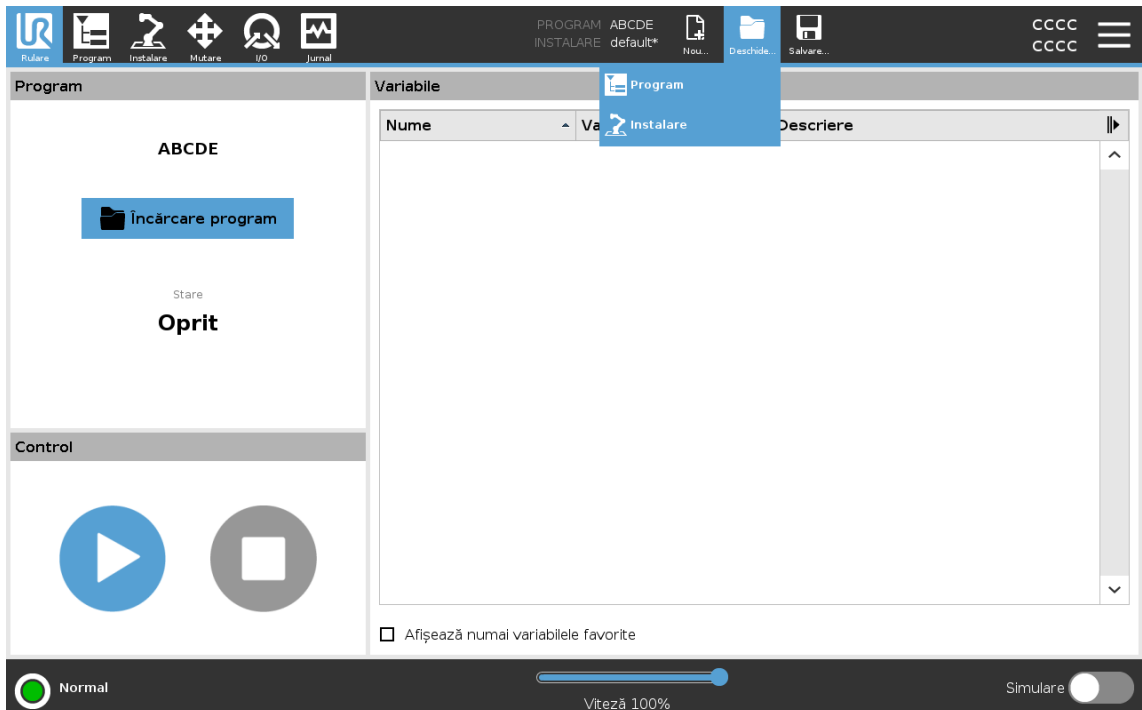 Rulare Program Instalare Mutare I/O Jurnal
PROGRAM ABCDE
INSTALARE default*
Nou... Deschide... Salvare...
CCCC
CCCC
Program
Instalare
Program
ABCDE
Încărcare program
Stare
Oprit
Control
Variabile
Nume Va Descriere
Afișează numai variabilele favorite
Normal
Viteză 100%
Simulare